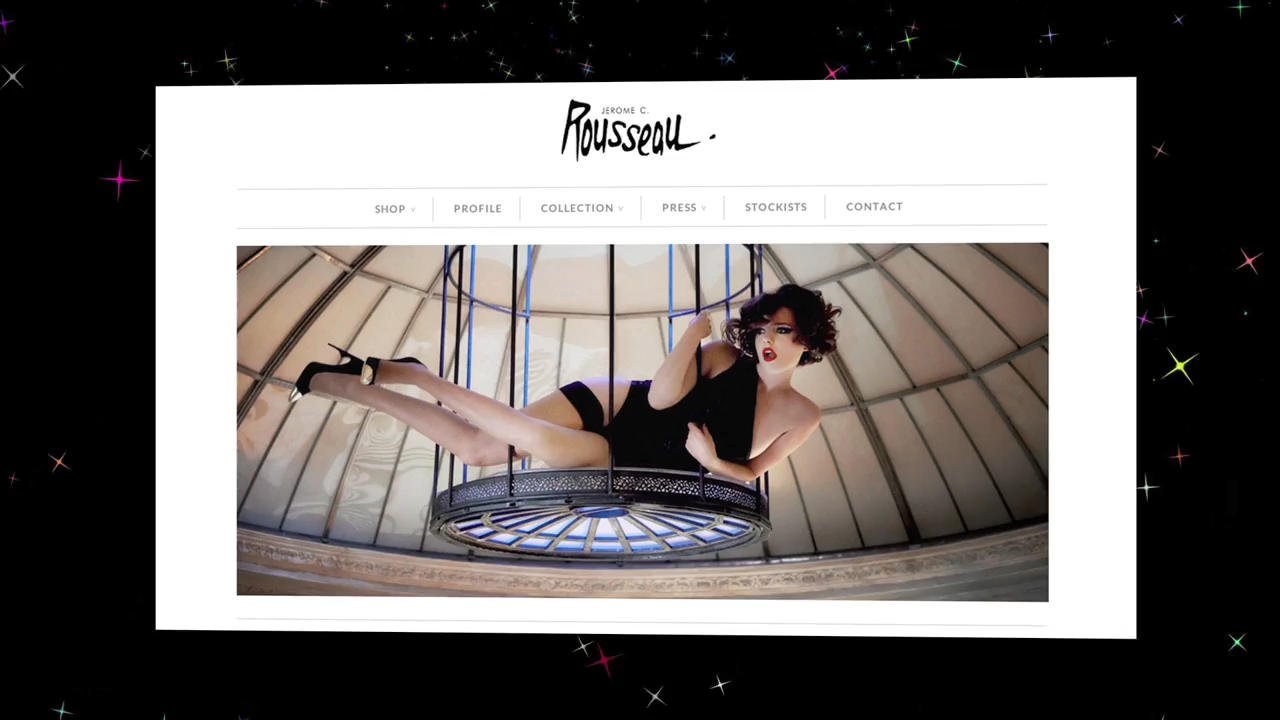 JEROME C.
Rousseau.
SHOP PROFILE COLLECTION PRESS STOCKISTS CONTACT